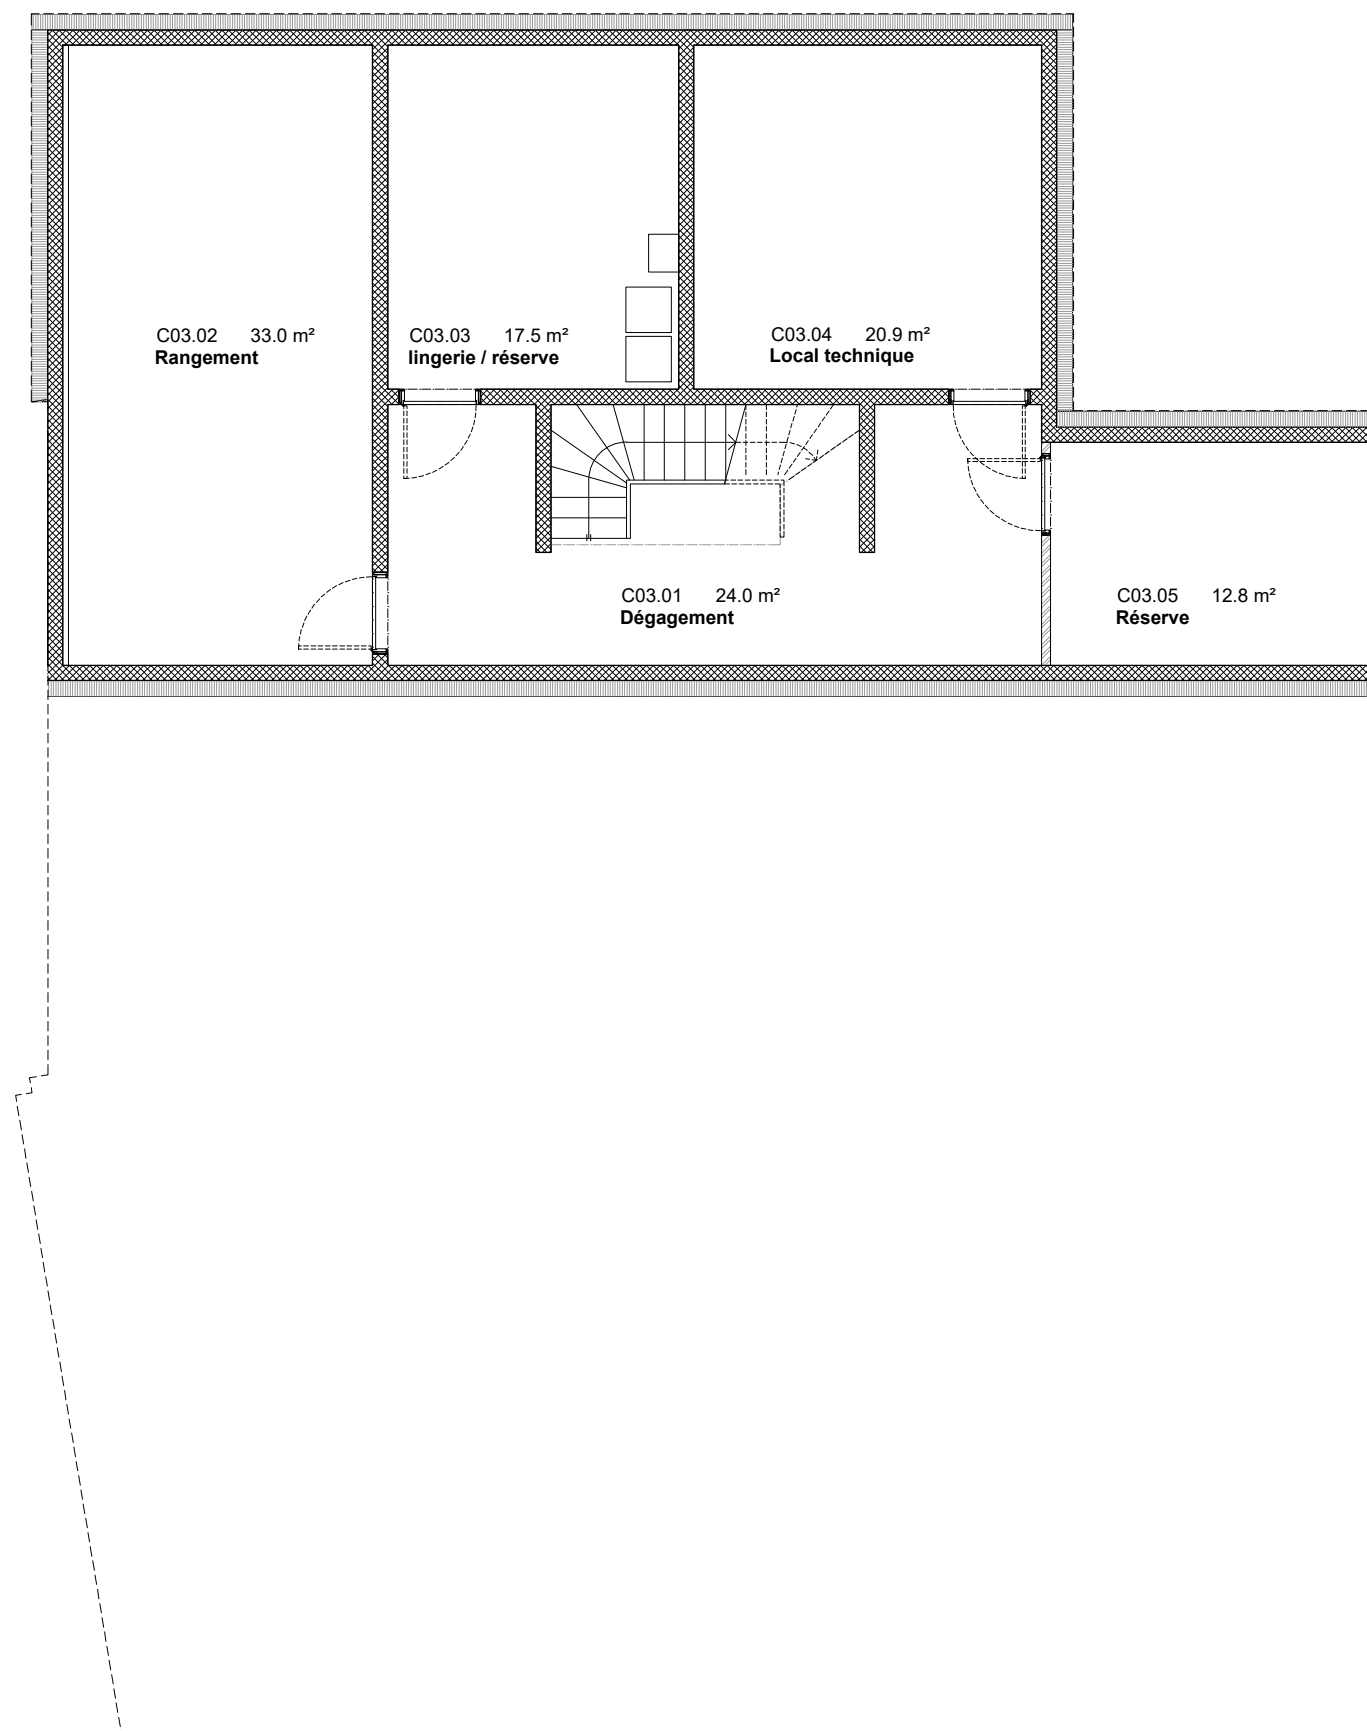 C03.02 33.0 m²
Rangement
C03.03 17.5 m²
lingerie / réserve
C03.04 20.9 m²
Local technique
C03.01 24.0 m²
Dégagement
C03.05 12.8 m²
Réserve